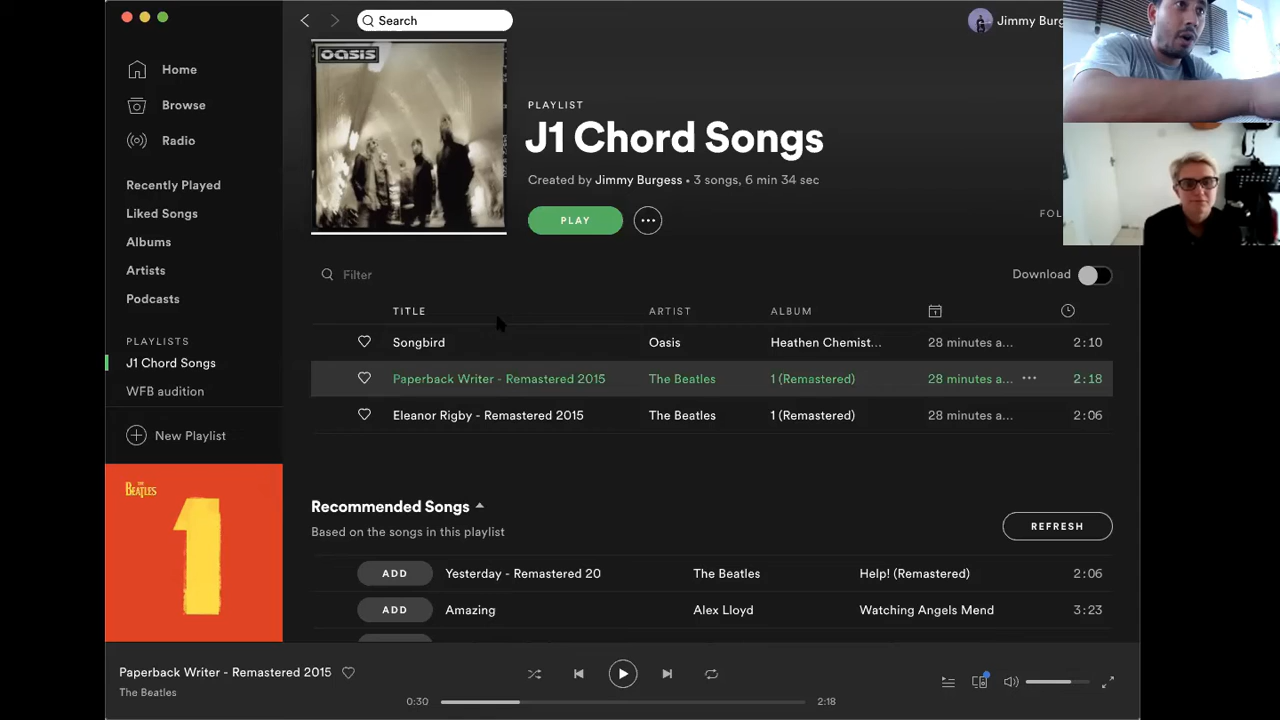 Search
Jimmy Burg
Home
Browse
Radio
Recently Played
Liked Songs
Albums
Artists
Podcasts
PLAYLISTS
J1 Chord Songs
WFB audition
New Playlist
THE BEATLES
1
oasis
PLAYLIST
J1 Chord Songs
Created by Jimmy Burgess • 3 songs, 6 min 34 sec
PLAY
FOL
Filter
Download
TITLE ARTIST ALBUM
Songbird Oasis Heathen Chemist... 28 minutes a... 2:10
Paperback Writer - Remastered 2015 The Beatles 1 (Remastered) 28 minutes a... 2:18
Eleanor Rigby - Remastered 2015 The Beatles 1 (Remastered) 28 minutes a... 2:06
Recommended Songs
Based on the songs in this playlist
REFRESH
ADD Yesterday - Remastered 20 The Beatles Help! (Remastered) 2:06
ADD Amazing Alex Lloyd Watching Angels Mend 3:23
Paperback Writer - Remastered 2015
The Beatles
0:30 2:18